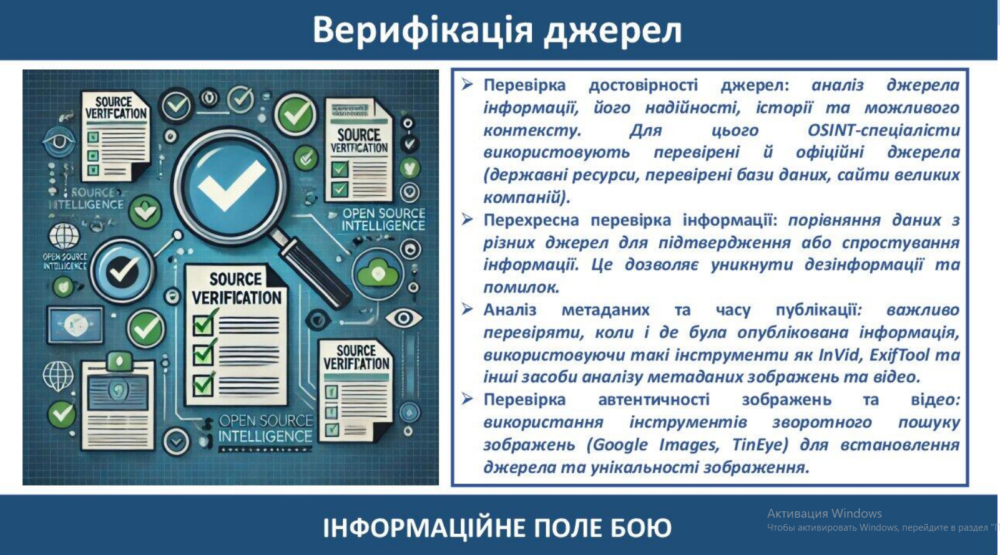 Верифікація джерел
SOURCE
VERIFCATION
SOURCE
INTELLIGENCE
OPEN SOURCE
SOURCE
OPEN SOURCE
INTELLIGENCE
SOURCE
VERIFICATION
SOURCE
OPEN SOURCE
INTELLIGENCE
➢ Перевірка достовірності джерел: аналіз джерела
інформації, його надійності, історії та можливого
контексту. Для цього OSINT-спеціалісти
використовують перевірені й офіційні джерела
(державні ресурси, перевірені бази даних, сайти великих
компаній).
➢ Перехресна перевірка інформації: порівняння даних з
різних джерел для підтвердження або спростування
інформації. Це дозволяє уникнути дезінформації та
помилок.
➢ Аналіз метаданих та часу публікації: важливо
перевіряти, коли і де була опублікована інформація,
використовуючи такі інструменти як InVid, ExifTool та
інші засоби аналізу метаданих зображень та відео.
➢ Перевірка автентичності зображень та відео:
використання інструментів зворотного пошуку
зображень (Google Images, TinEye) для встановлення
джерела та унікальності зображення.
ІНФОРМАЦІЙНЕ ПОЛЕ БОЮ
Активация Windows
Чтобы активировать Windows, перейдите в раздел "П